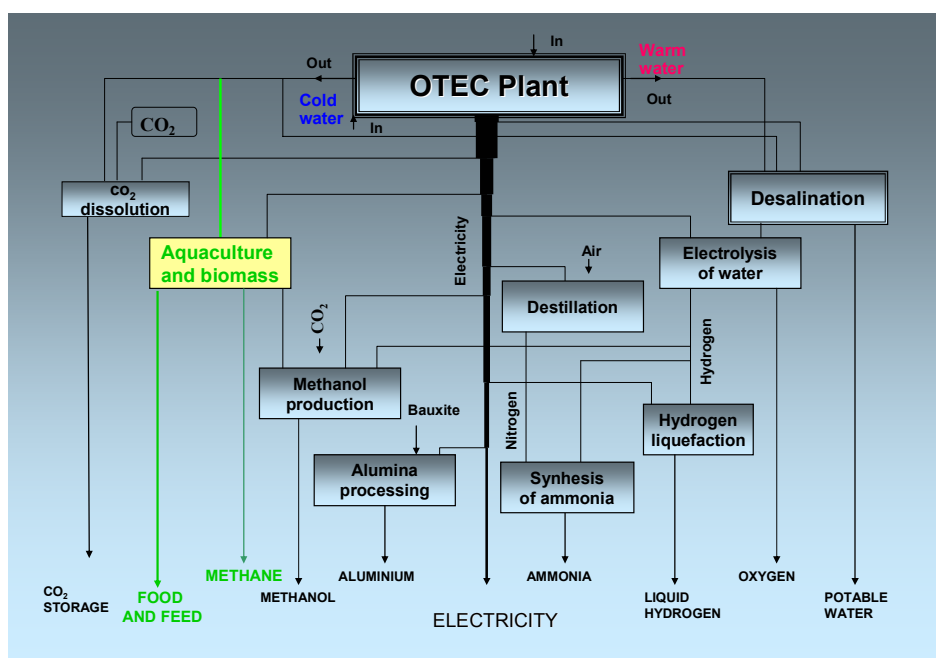 In
Out
OTEC Plant
Warm
water
Out
Cold
water
In
CO₂
CO₂
dissolution
Desalination
Aquaculture
and biomass
Electricity
Electrolysis
of water
Air
Destillation
CO₂
Hydrogen
Methanol
production
Nitrogen
Bauxite
Hydrogen
liquefaction
Alumina
processing
Synhesis
of ammonia
CO₂
STORAGE
FOOD
AND FEED
METHANE
METHANOL
ALUMINIUM
ELECTRICITY
AMMONIA
LIQUID
HYDROGEN
OXYGEN
POTABLE
WATER